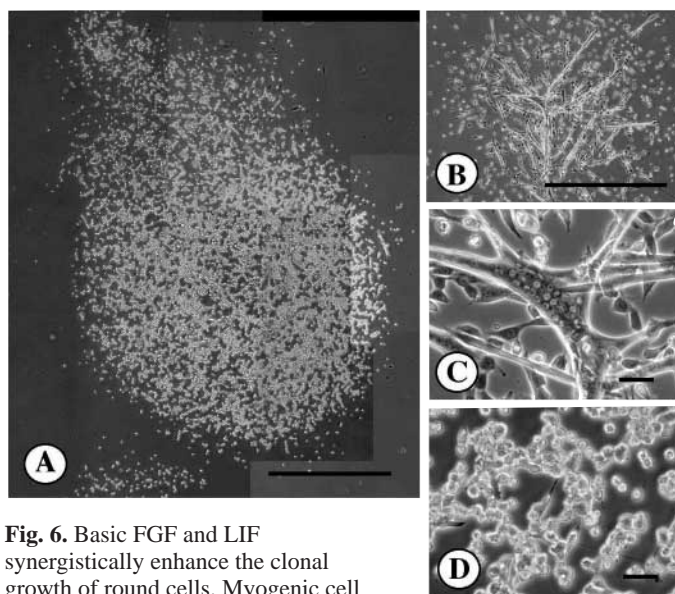 A
B
C
D
Fig. 6. Basic FGF and LIF
synergistically enhance the clonal
growth of round cells. Myogenic cell